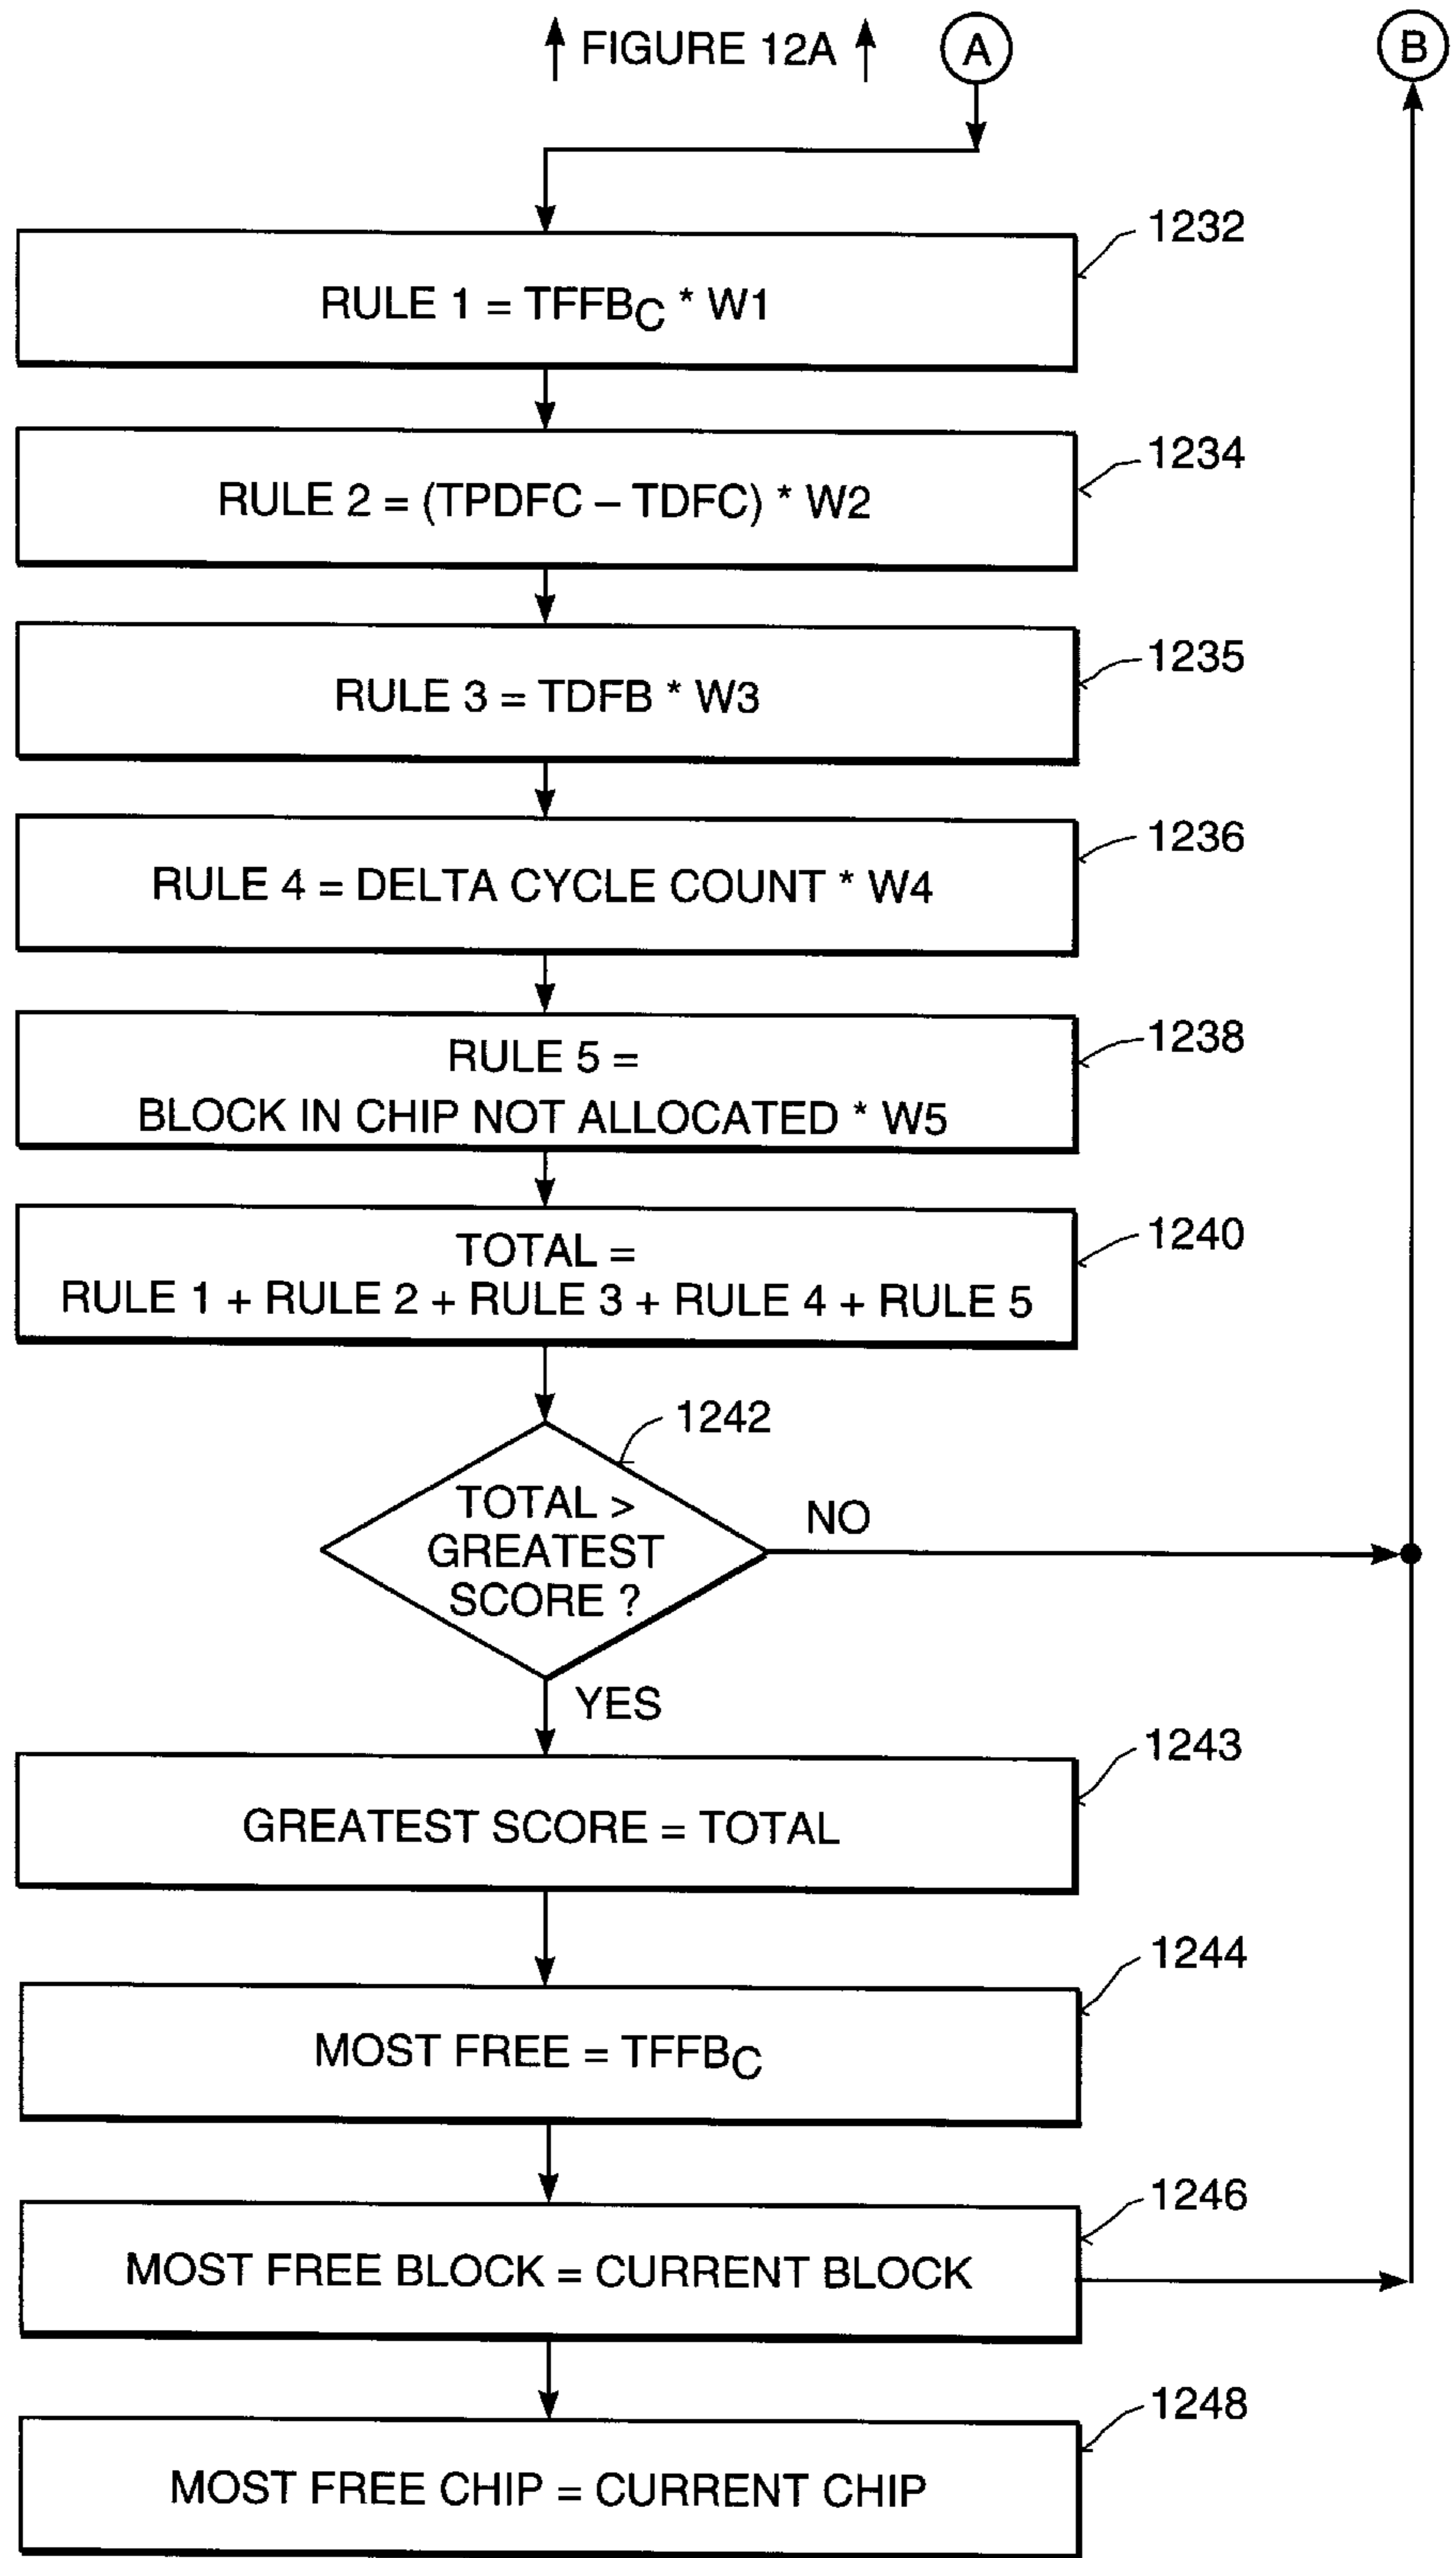 FIGURE 12A
A
B
1232
RULE 1 = TFFBC * W1
1234
RULE 2 = (TPDFC – TDFC) * W2
1235
RULE 3 = TDFB * W3
1236
RULE 4 = DELTA CYCLE COUNT * W4
1238
RULE 5 =
BLOCK IN CHIP NOT ALLOCATED * W5
1240
TOTAL =
RULE 1 + RULE 2 + RULE 3 + RULE 4 + RULE 5
1242
TOTAL >
GREATEST
SCORE ?
NO
YES
1243
GREATEST SCORE = TOTAL
1244
MOST FREE = TFFBC
1246
MOST FREE BLOCK = CURRENT BLOCK
1248
MOST FREE CHIP = CURRENT CHIP